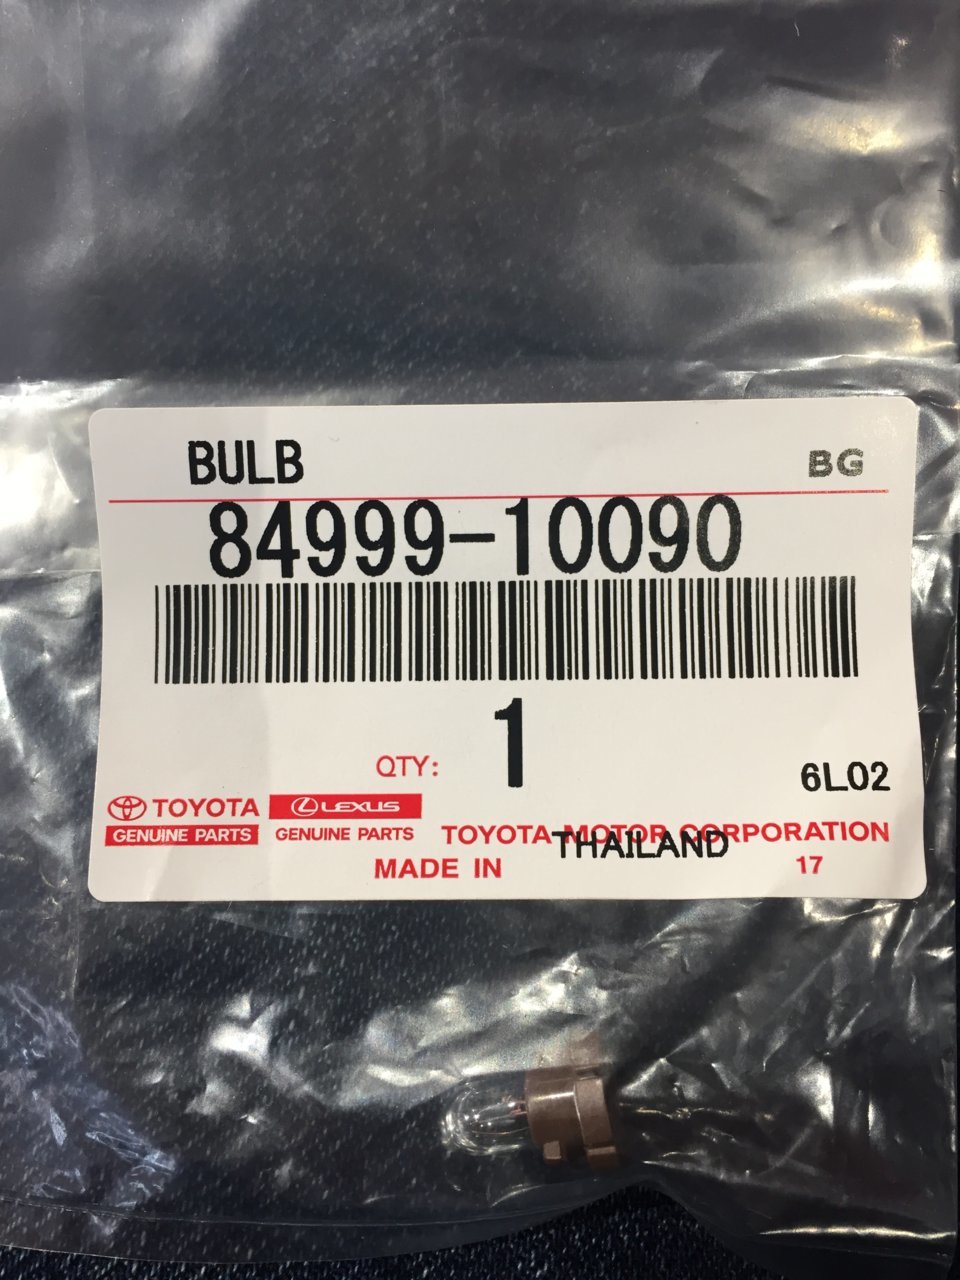 BULB BG
84999-10090
1
QTY:
6L02
TOYOTA LEXUS
GENUINE PARTS GENUINE PARTS TOYOTA MOTOR CORPORATION
MADE IN THAILAND 17